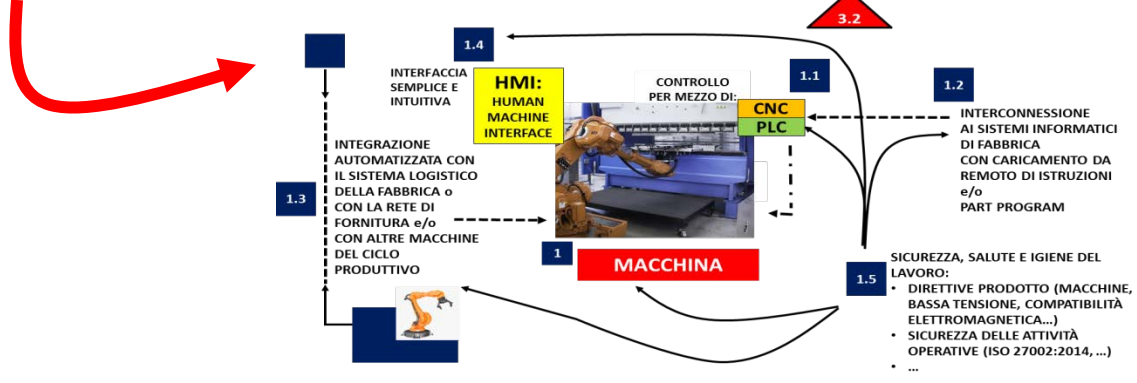 3.2
1.4
INTERFACCIA
SEMPLICE E
INTUITIVA
HMI:
HUMAN
MACHINE
INTERFACE
CONTROLLO
PER MEZZO DI:
CNC
PLC
1.1
1.2
INTERCONNESSIONE
AI SISTEMI INFORMATICI
DI FABBRICA
CON CARICAMENTO DA
REMOTO DI ISTRUZIONI
e/o
PART PROGRAM
1.3
INTEGRAZIONE
AUTOMATIZZATA CON
IL SISTEMA LOGISTICO
DELLA FABBRICA o
CON LA RETE DI
FORNITURA e/o
CON ALTRE MACCHINE
DEL CICLO
PRODUTTIVO
1
MACCHINA
1.5
SICUREZZA, SALUTE E IGIENE DEL
LAVORO:
• DIRETTIVE PRODOTTO (MACCHINE,
BASSA TENSIONE, COMPATIBILITÀ
ELETTROMAGNETICA...)
• SICUREZZA DELLE ATTIVITÀ
OPERATIVE (ISO 27002:2014, ...)
• ...